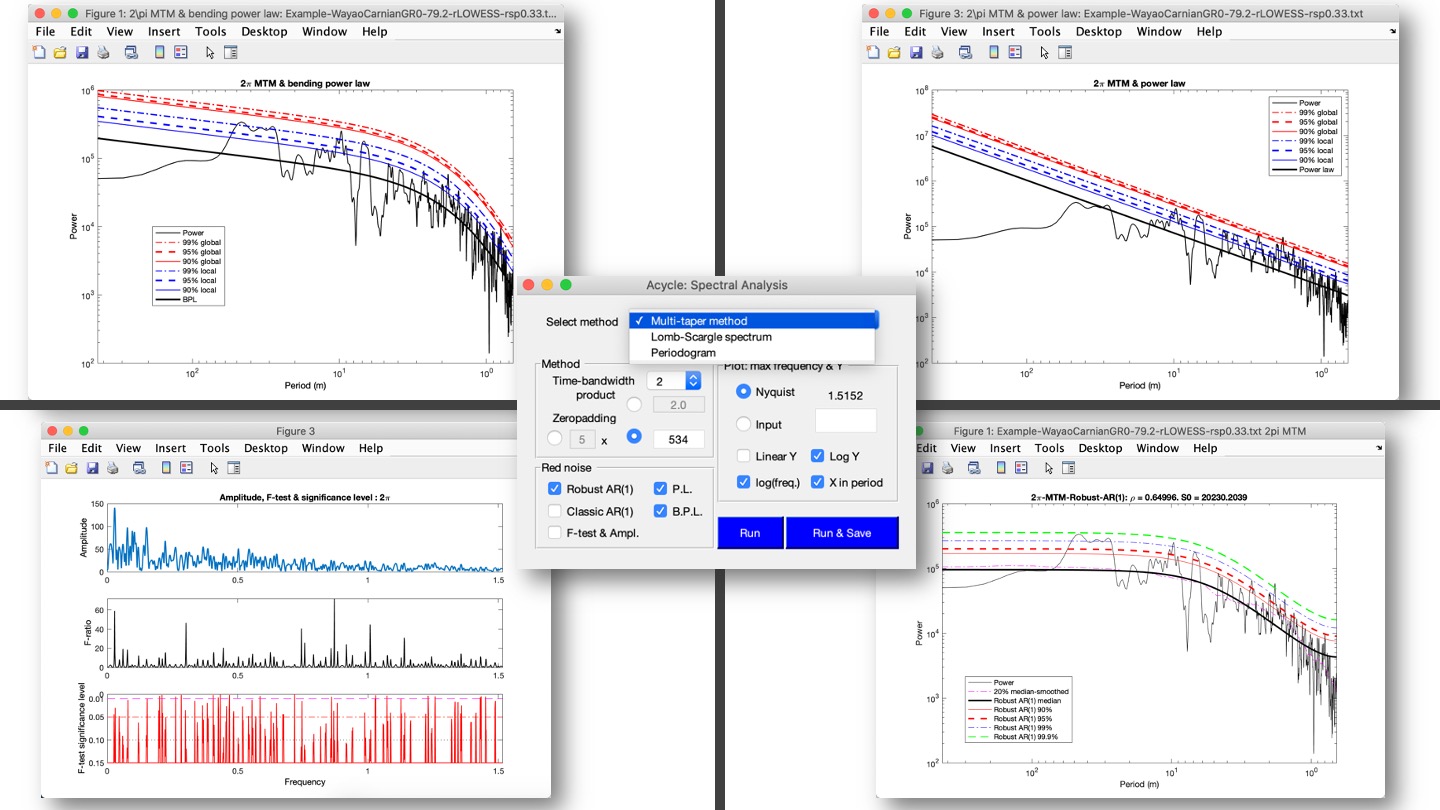 Figure 1: 2\pi MTM & bending power law: Example-WayaoCarnianGR0-79.2-rLOWESS-rsp0.33.t...
File Edit View Insert Tools Desktop Window Help
2π MTM & bending power law
10^6
10^5
10^4
10^3
10^2
Power
Power
99% global
95% global
90% global
99% local
95% local
90% local
BPL
10^2 10^1 10^0
Period (m)
Figure 3: 2\pi MTM & power law: Example-WayaoCarnianGR0-79.2-rLOWESS-rsp0.33.txt
File Edit View Insert Tools Desktop Window Help
2π MTM & power law
10^8
10^7
10^6
10^5
10^4
10^3
10^2
Power
Power
99% global
95% global
90% global
99% local
95% local
90% local
Power law
10^2 10^1 10^0
Period (m)
Acycle: Spectral Analysis
Select method
✓ Multi-taper method
Lomb-Scargle spectrum
Periodogram
Method
Time-bandwidth
product
2
2.0
Zeropadding
5 x 534
Plot: max frequency & Y
Nyquist 1.5152
Input
Linear Y Log Y
log(freq.) X in period
Red noise
Robust AR(1) P.L.
Classic AR(1) B.P.L.
F-test & Ampl.
Run Run & Save
Figure 3
File Edit View Insert Tools Desktop Window Help
Amplitude, F-test & significance level : 2π
150
100
50
0
Amplitude
0 0.5 1 1.5
60
40
20
0
F-ratio
0 0.5 1 1.5
0
0.01
0.05
0.10
0.15
F-test significance level
0 0.5 1 1.5
Frequency
Figure 1: Example-WayaoCarnianGR0-79.2-rLOWESS-rsp0.33.txt 2pi MTM
Edit View Insert Tools Desktop Window Help
2π-MTM-Robust-AR(1): ρ = 0.64996. S0 = 20230.2039
10^6
10^5
10^4
10^3
10^2
Power
Power
20% median-smoothed
Robust AR(1) median
Robust AR(1) 90%
Robust AR(1) 95%
Robust AR(1) 99%
Robust AR(1) 99.9%
10^2 10^1 10^0
Period (m)